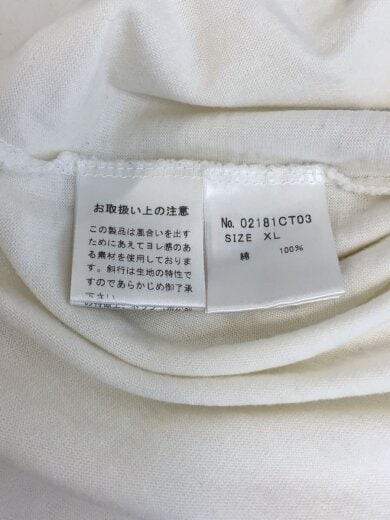 お取扱い上の注意
この製品は風合いを出す
ためにあえてヨレ感のあ
る素材を使用しておりま
す。斜行は生地の特性で
すのであらかじめ御了承
下さい。
No. 02181CT03
SIZE XL
綿 100%